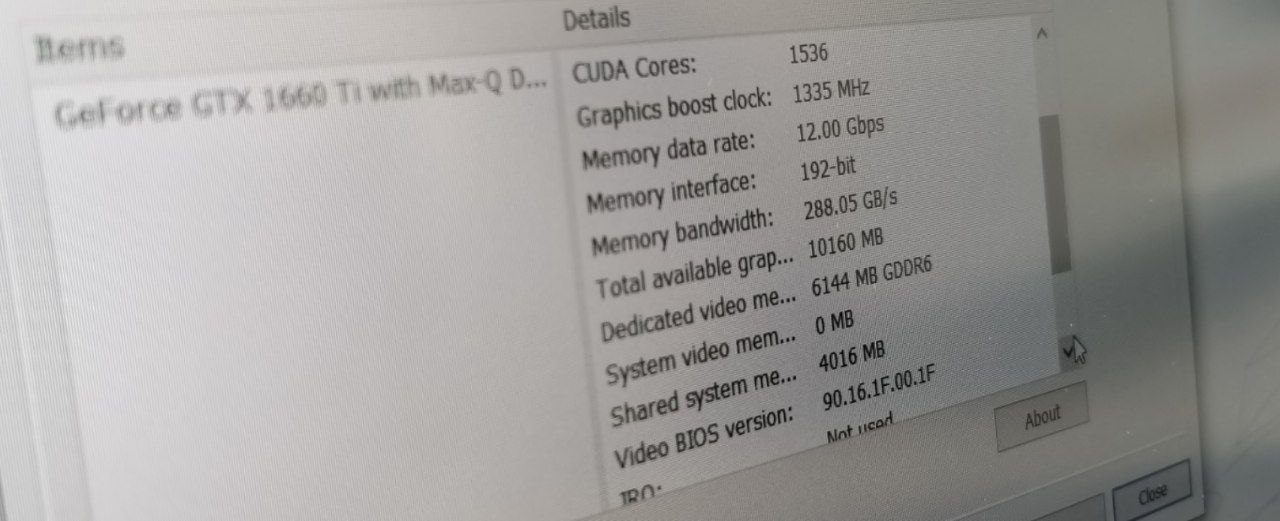 Items
Details
GeForce GTX 1660 Ti with Max-Q D...
CUDA Cores: 1536
Graphics boost clock: 1335 MHz
Memory data rate: 12.00 Gbps
Memory interface: 192-bit
Memory bandwidth: 288.05 GB/s
Total available grap... 10160 MB
Dedicated video me... 6144 MB GDDR6
System video mem... 0 MB
Shared system me... 4016 MB
Video BIOS version: 90.16.1F.00.1F
IRQ: Not used
About
Close